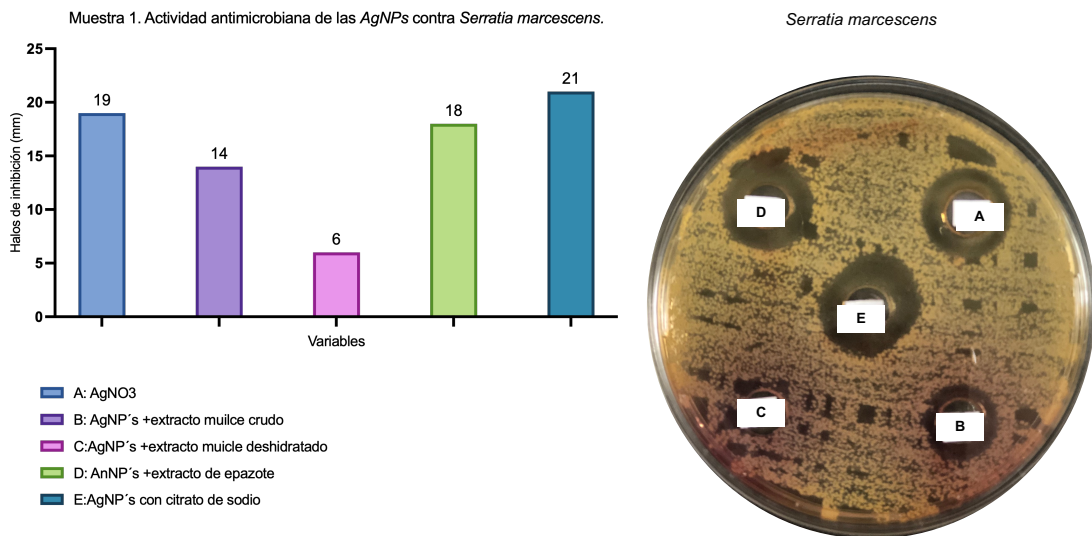 Muestra 1. Actividad antimicrobiana de las AgNPs contra Serratia marcescens.
Halos de inhibición (mm)
25
20
15
10
5
0
19
14
6
18
21
Variables
A: AgNO3
B: AgNP´s +extracto muilce crudo
C:AgNP´s +extracto muicle deshidratado
D: AnNP´s +extracto de epazote
E:AgNP´s con citrato de sodio
Serratia marcescens
D
A
E
C
B